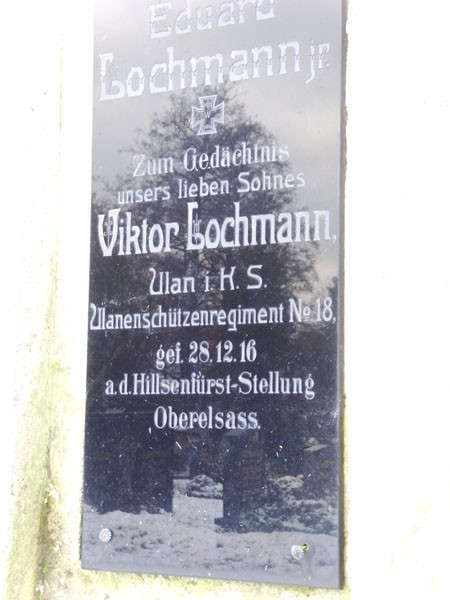 Eduard
Lochmann jr.
Zum Gedächtnis
unsers lieben Sohnes
Viktor Lochmann,
Ulan i. K. S.
Ulanenschützenregiment No 18,
gef. 28.12.16
a.d. Hillsenfürst-Stellung
Oberelsass.